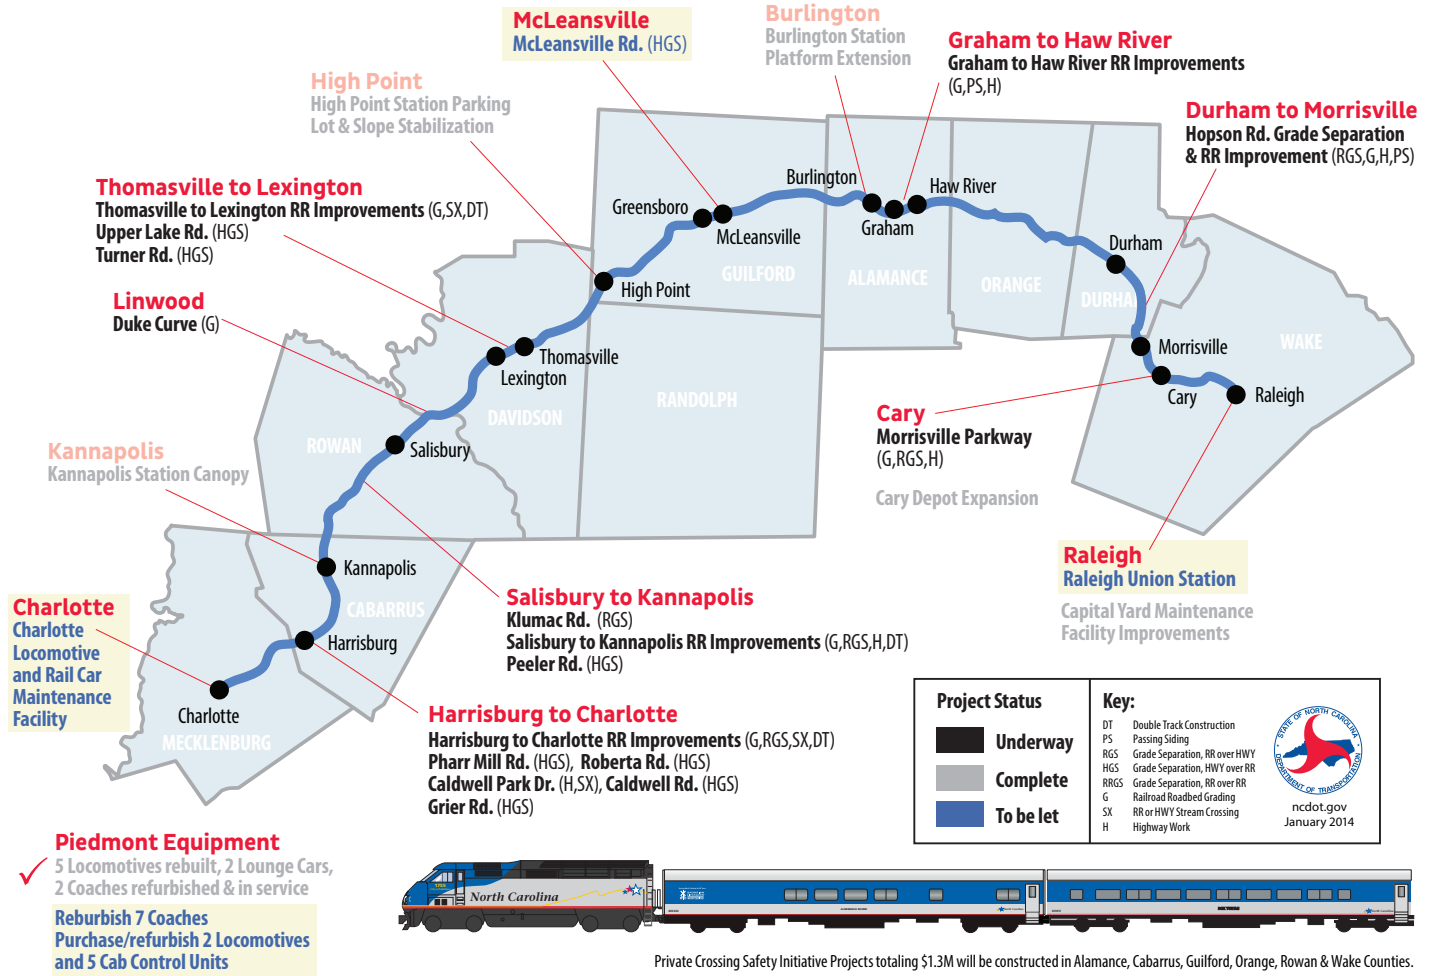 McLeansville
McLeansville Rd. (HGS)
Burlington
Burlington Station
Platform Extension
Graham to Haw River
Graham to Haw River RR Improvements
(G,PS,H)
High Point
High Point Station Parking
Lot & Slope Stabilization
Durham to Morrisville
Hopson Rd. Grade Separation
& RR Improvement (RGS,G,H,PS)
Thomasville to Lexington
Thomasville to Lexington RR Improvements (G,SX,DT)
Upper Lake Rd. (HGS)
Turner Rd. (HGS)
Linwood
Duke Curve (G)
Burlington
Haw River
Greensboro
McLeansville
Graham
Durham
GUILFORD
ALAMANCE
ORANGE
DURHA
High Point
WAKE
Morrisville
Thomasville
Lexington
Cary
Raleigh
RANDOLPH
DAVIDSON
ROWAN
Salisbury
Cary
Morrisville Parkway
(G,RGS,H)
Cary Depot Expansion
Kannapolis
Kannapolis Station Canopy
Kannapolis
CABARRUS
Harrisburg
Charlotte
MECKLENBURG
Raleigh
Raleigh Union Station
Capital Yard Maintenance
Facility Improvements
Charlotte
Charlotte
Locomotive
and Rail Car
Maintenance
Facility
Salisbury to Kannapolis
Klumac Rd. (RGS)
Salisbury to Kannapolis RR Improvements (G,RGS,H,DT)
Peeler Rd. (HGS)
Harrisburg to Charlotte
Harrisburg to Charlotte RR Improvements (G,RGS,SX,DT)
Pharr Mill Rd. (HGS), Roberta Rd. (HGS)
Caldwell Park Dr. (H,SX), Caldwell Rd. (HGS)
Grier Rd. (HGS)
Project Status
Underway
Complete
To be let
Key:
DT Double Track Construction
PS Passing Siding
RGS Grade Separation, RR over HWY
HGS Grade Separation, HWY over RR
RRGS Grade Separation, RR over RR
G Railroad Roadbed Grading
SX RR or HWY Stream Crossing
H Highway Work
STATE OF NORTH CAROLINA
DEPARTMENT OF TRANSPORTATION
ncdot.gov
January 2014
Piedmont Equipment
5 Locomotives rebuilt, 2 Lounge Cars,
2 Coaches refurbished & in service
Reburbish 7 Coaches
Purchase/refurbish 2 Locomotives
and 5 Cab Control Units
North Carolina
Private Crossing Safety Initiative Projects totaling $1.3M will be constructed in Alamance, Cabarrus, Guilford, Orange, Rowan & Wake Counties.